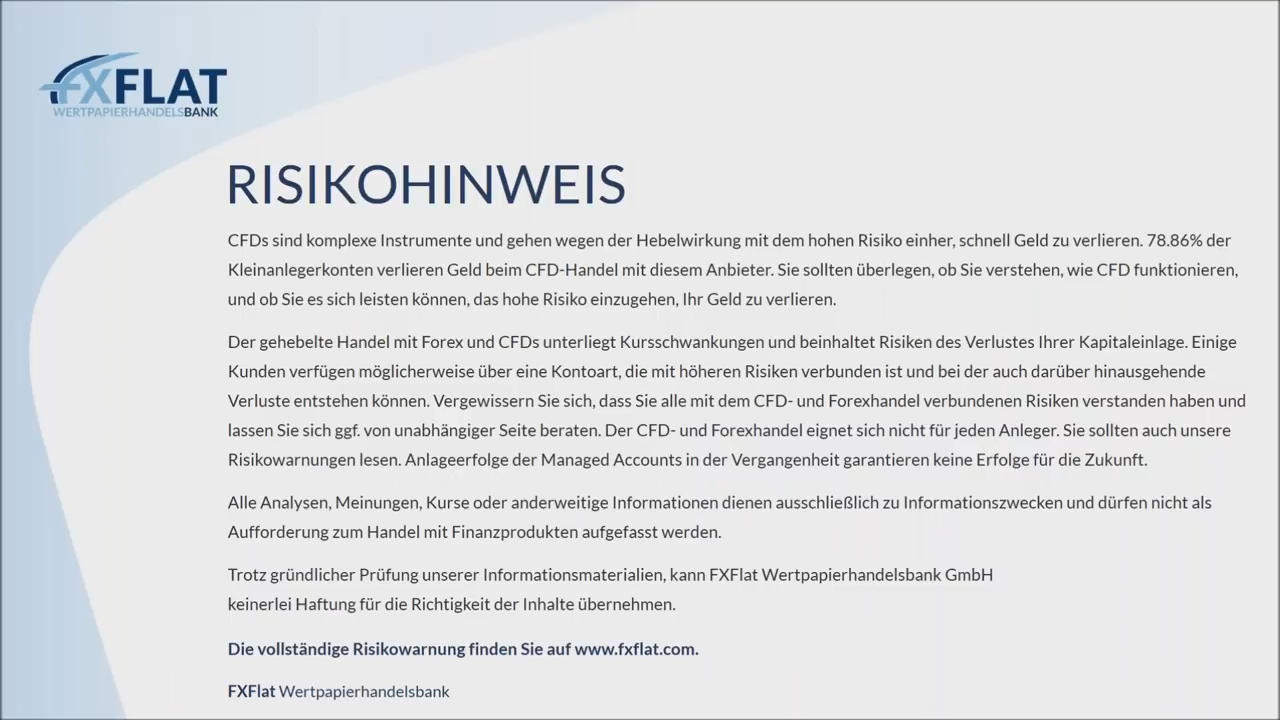 FXFLAT
WERTPAPIERHANDELSBANK
RISIKOHINWEIS
CFDs sind komplexe Instrumente und gehen wegen der Hebelwirkung mit dem hohen Risiko einher, schnell Geld zu verlieren. 78.86% der
Kleinanlegerkonten verlieren Geld beim CFD-Handel mit diesem Anbieter. Sie sollten überlegen, ob Sie verstehen, wie CFD funktionieren,
und ob Sie es sich leisten können, das hohe Risiko einzugehen, Ihr Geld zu verlieren.
Der gehebelte Handel mit Forex und CFDs unterliegt Kursschwankungen und beinhaltet Risiken des Verlustes Ihrer Kapitaleinlage. Einige
Kunden verfügen möglicherweise über eine Kontoart, die mit höheren Risiken verbunden ist und bei der auch darüber hinausgehende
Verluste entstehen können. Vergewissern Sie sich, dass Sie alle mit dem CFD- und Forexhandel verbundenen Risiken verstanden haben und
lassen Sie sich ggf. von unabhängiger Seite beraten. Der CFD- und Forexhandel eignet sich nicht für jeden Anleger. Sie sollten auch unsere
Risikowarnungen lesen. Anlageerfolge der Managed Accounts in der Vergangenheit garantieren keine Erfolge für die Zukunft.
Alle Analysen, Meinungen, Kurse oder anderweitige Informationen dienen ausschließlich zu Informationszwecken und dürfen nicht als
Aufforderung zum Handel mit Finanzprodukten aufgefasst werden.
Trotz gründlicher Prüfung unserer Informationsmaterialien, kann FXFlat Wertpapierhandelsbank GmbH
keinerlei Haftung für die Richtigkeit der Inhalte übernehmen.
Die vollständige Risikowarnung finden Sie auf www.fxflat.com.
FXFlat Wertpapierhandelsbank